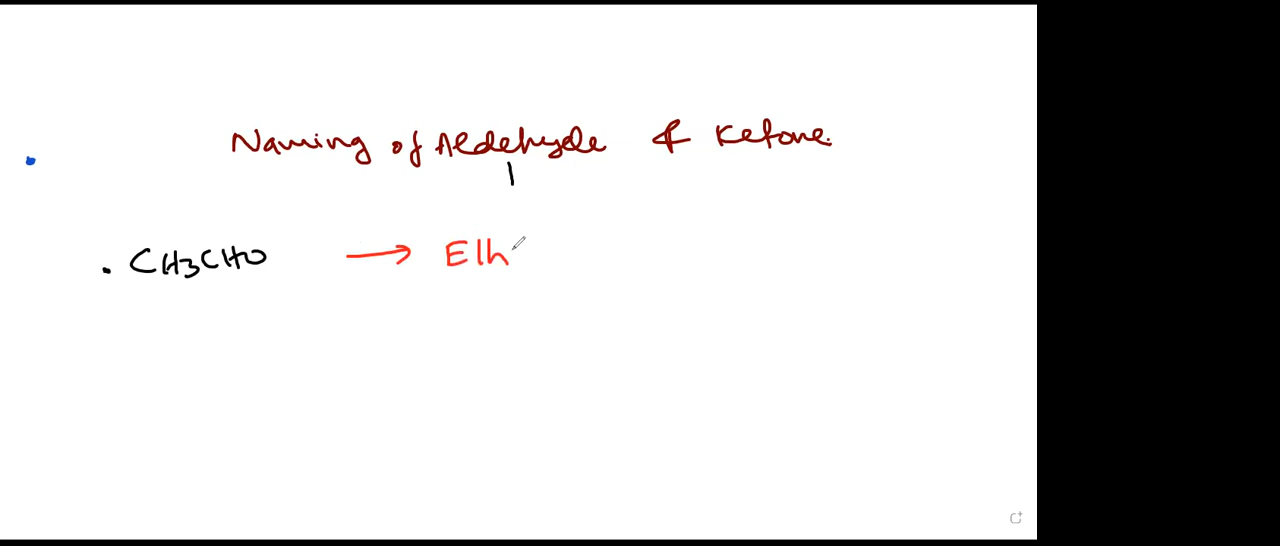 Naming of Aldehyde & Ketone.
. CH3CHO → Eth